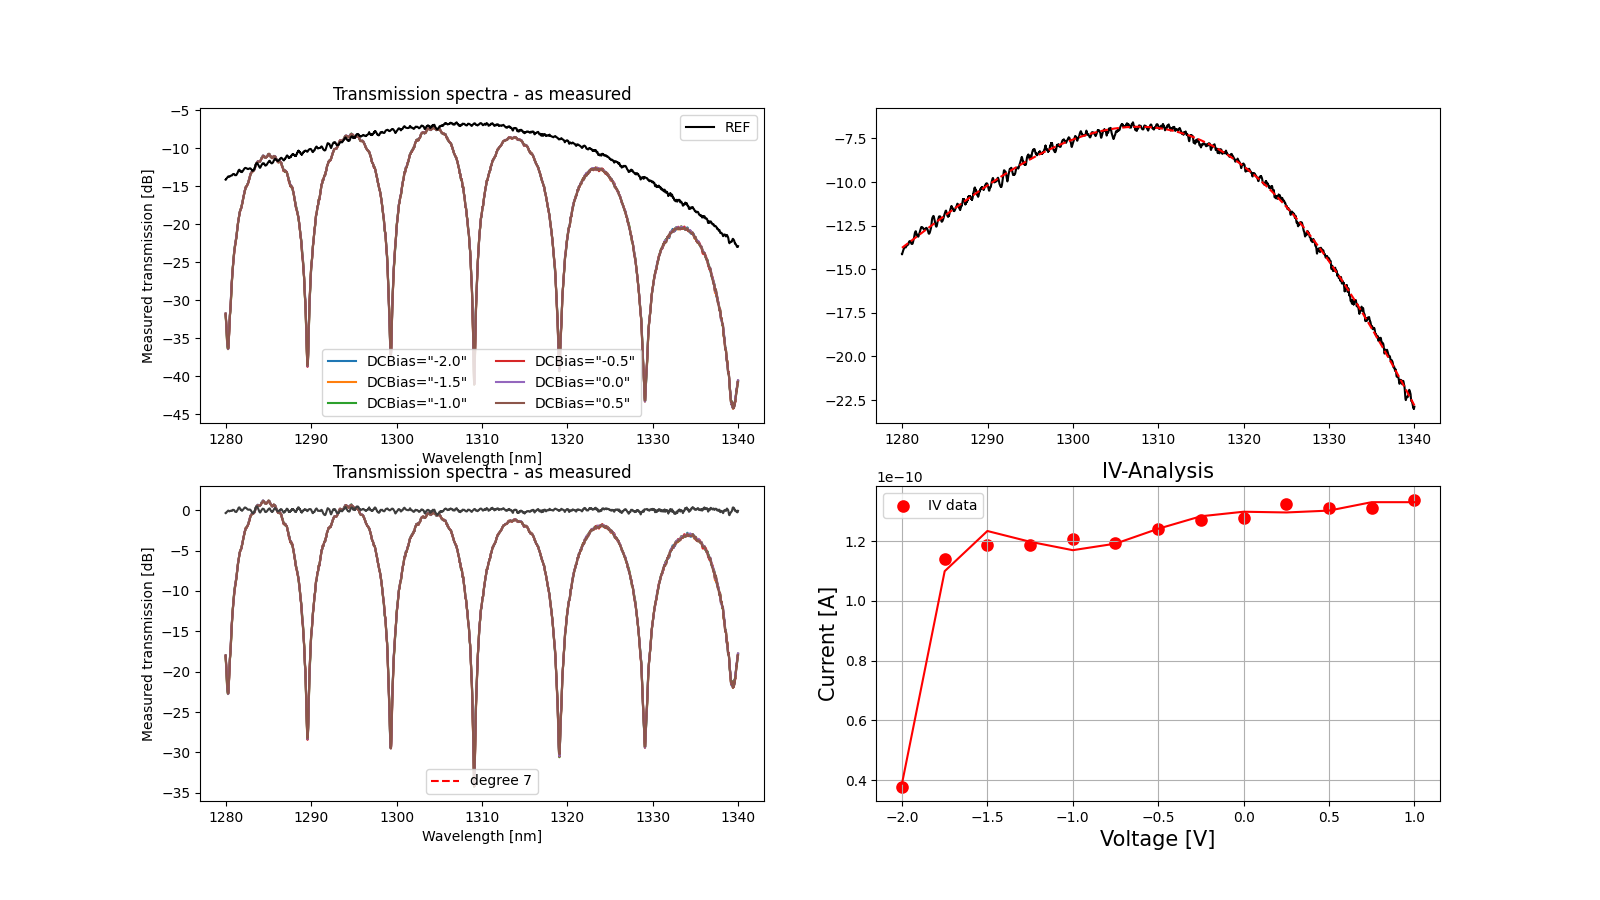 Transmission spectra - as measured
−5
−10
−15
−20
−25
−30
−35
−40
−45
Measured transmission [dB]
REF
DCBias="-2.0"
DCBias="-1.5"
DCBias="-1.0"
DCBias="-0.5"
DCBias="0.0"
DCBias="0.5"
1280 1290 1300 1310 1320 1330 1340
Wavelength [nm]
−7.5
−10.0
−12.5
−15.0
−17.5
−20.0
−22.5
1280 1290 1300 1310 1320 1330 1340
Transmission spectra - as measured
0
−5
−10
−15
−20
−25
−30
−35
Measured transmission [dB]
degree 7
1280 1290 1300 1310 1320 1330 1340
Wavelength [nm]
IV-Analysis
1e−10
IV data
1.2
1.0
0.8
0.6
0.4
Current [A]
−2.0 −1.5 −1.0 −0.5 0.0 0.5 1.0
Voltage [V]